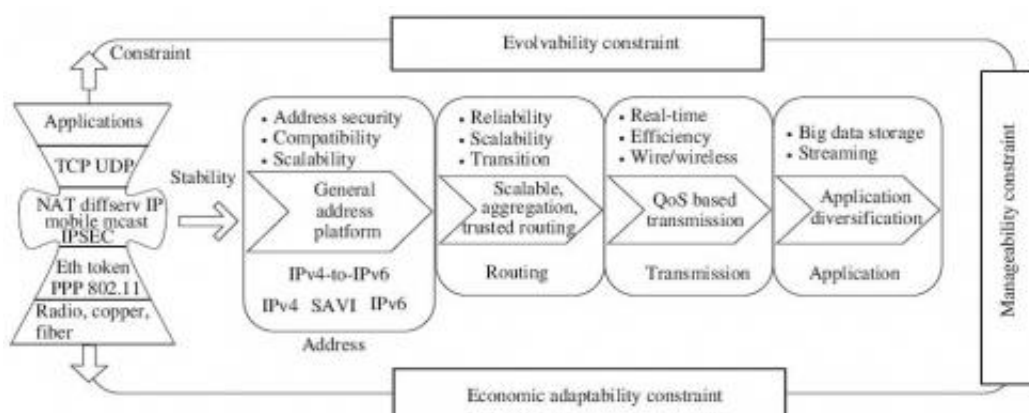 Evolvability constraint
Constraint
Applications
TCP UDP
NAT diffserv IP
mobile mcast
IPSEC
Eth token
PPP 802.11
Radio, copper,
fiber
Stability
• Address security
• Compatibility
• Scalability
General
address
platform
IPv4-to-IPv6
IPv4 SAVI IPv6
Address
• Reliability
• Scalability
• Transition
Scalable,
aggregation,
trusted routing
Routing
• Real-time
• Efficiency
• Wire/wireless
QoS based
transmission
Transmission
• Big data storage
• Streaming
Application
diversification
Application
Manageability constraint
Economic adaptability constraint